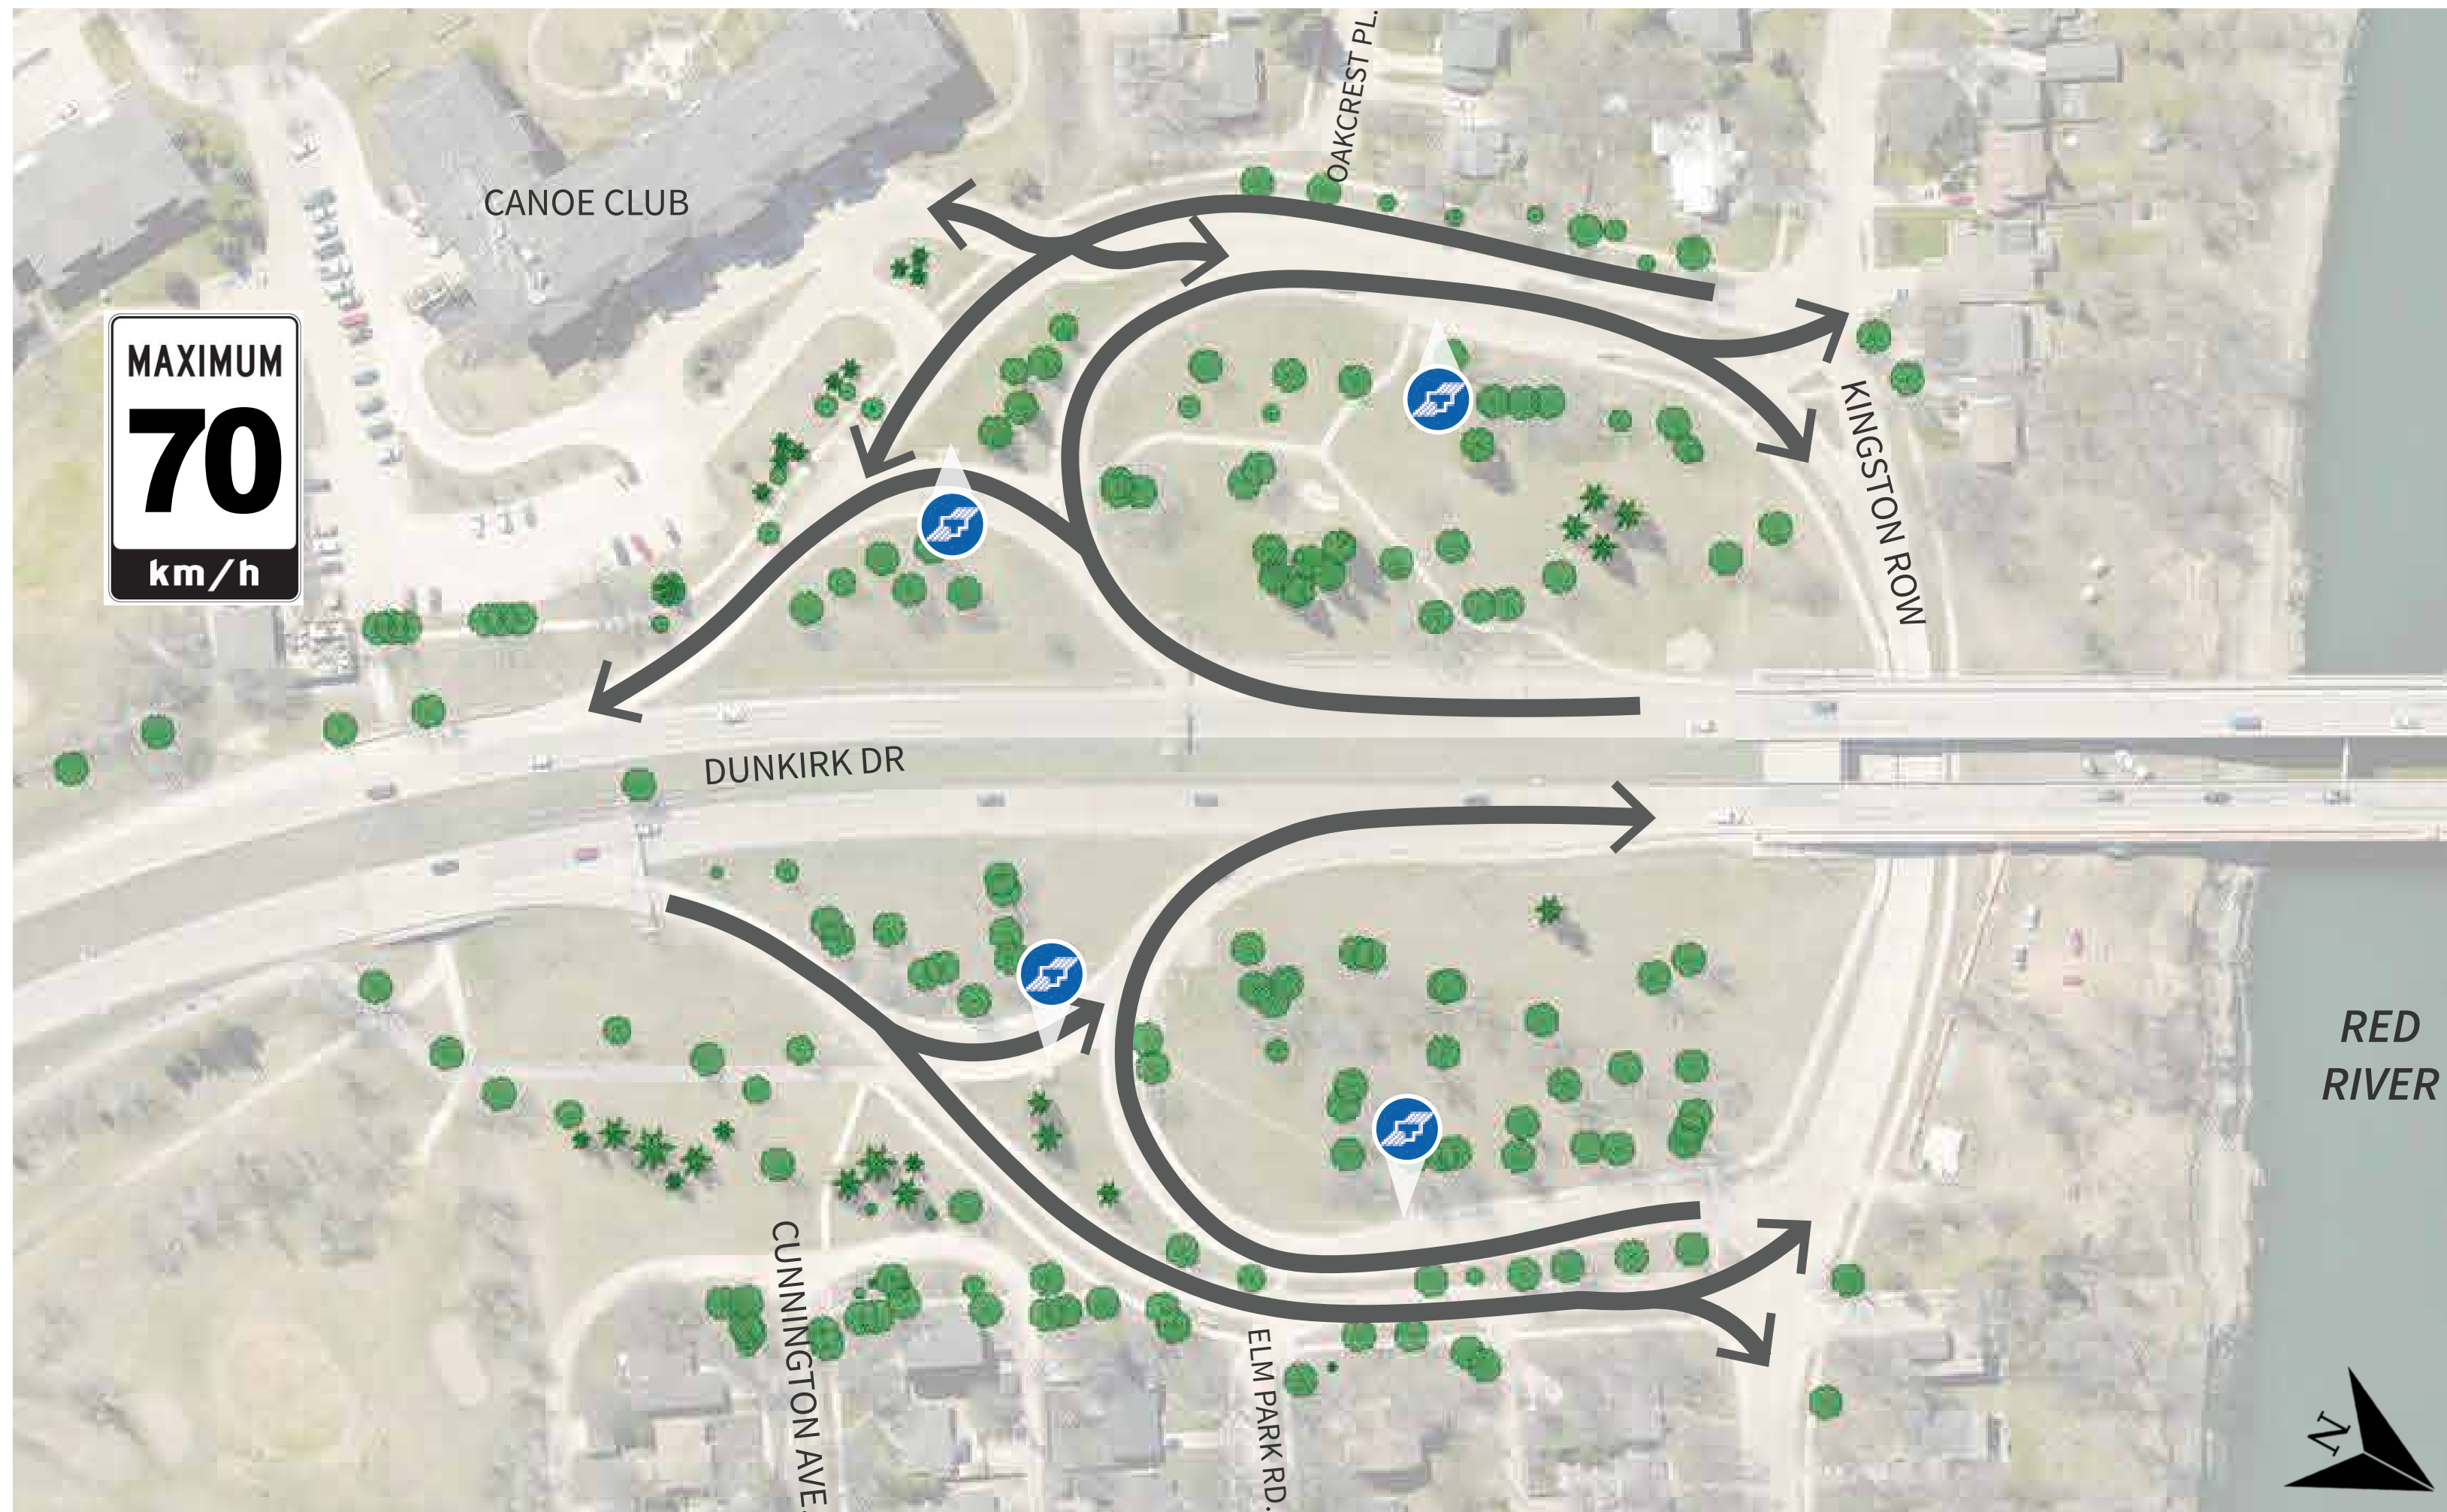 OAKCREST PL.
CANOE CLUB
MAXIMUM
70
km/h
KINGSTON ROW
DUNKIRK DR
RED
RIVER
CUNNINGTON AVE.
ELM PARK RD.
N